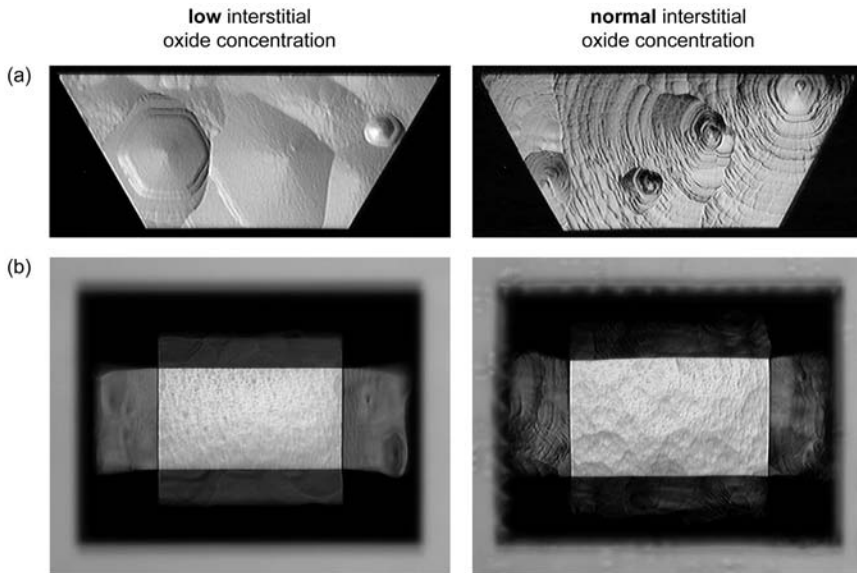 low interstitial
oxide concentration
normal interstitial
oxide concentration
(a)
(b)